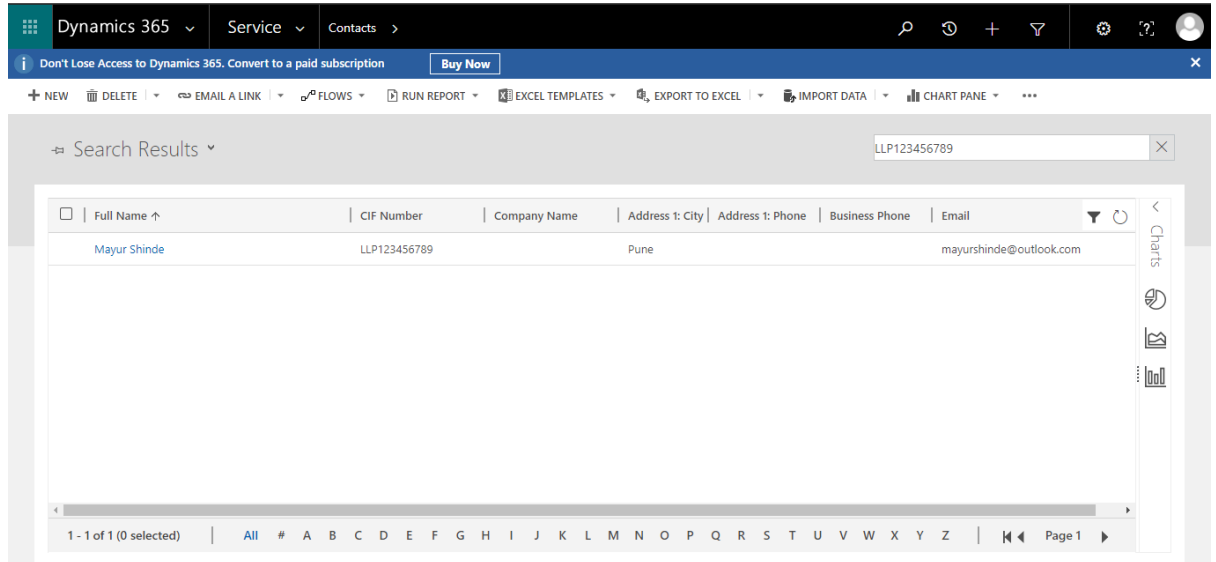 Dynamics 365 Service Contacts
Don't Lose Access to Dynamics 365. Convert to a paid subscription Buy Now
NEW DELETE EMAIL A LINK FLOWS RUN REPORT EXCEL TEMPLATES EXPORT TO EXCEL IMPORT DATA CHART PANE
Search Results LLP123456789
Full Name CIF Number Company Name Address 1: City Address 1: Phone Business Phone Email
Mayur Shinde LLP123456789 Pune mayurshinde@outlook.com
Charts
1 - 1 of 1 (0 selected) All # A B C D E F G H I J K L M N O P Q R S T U V W X Y Z Page 1